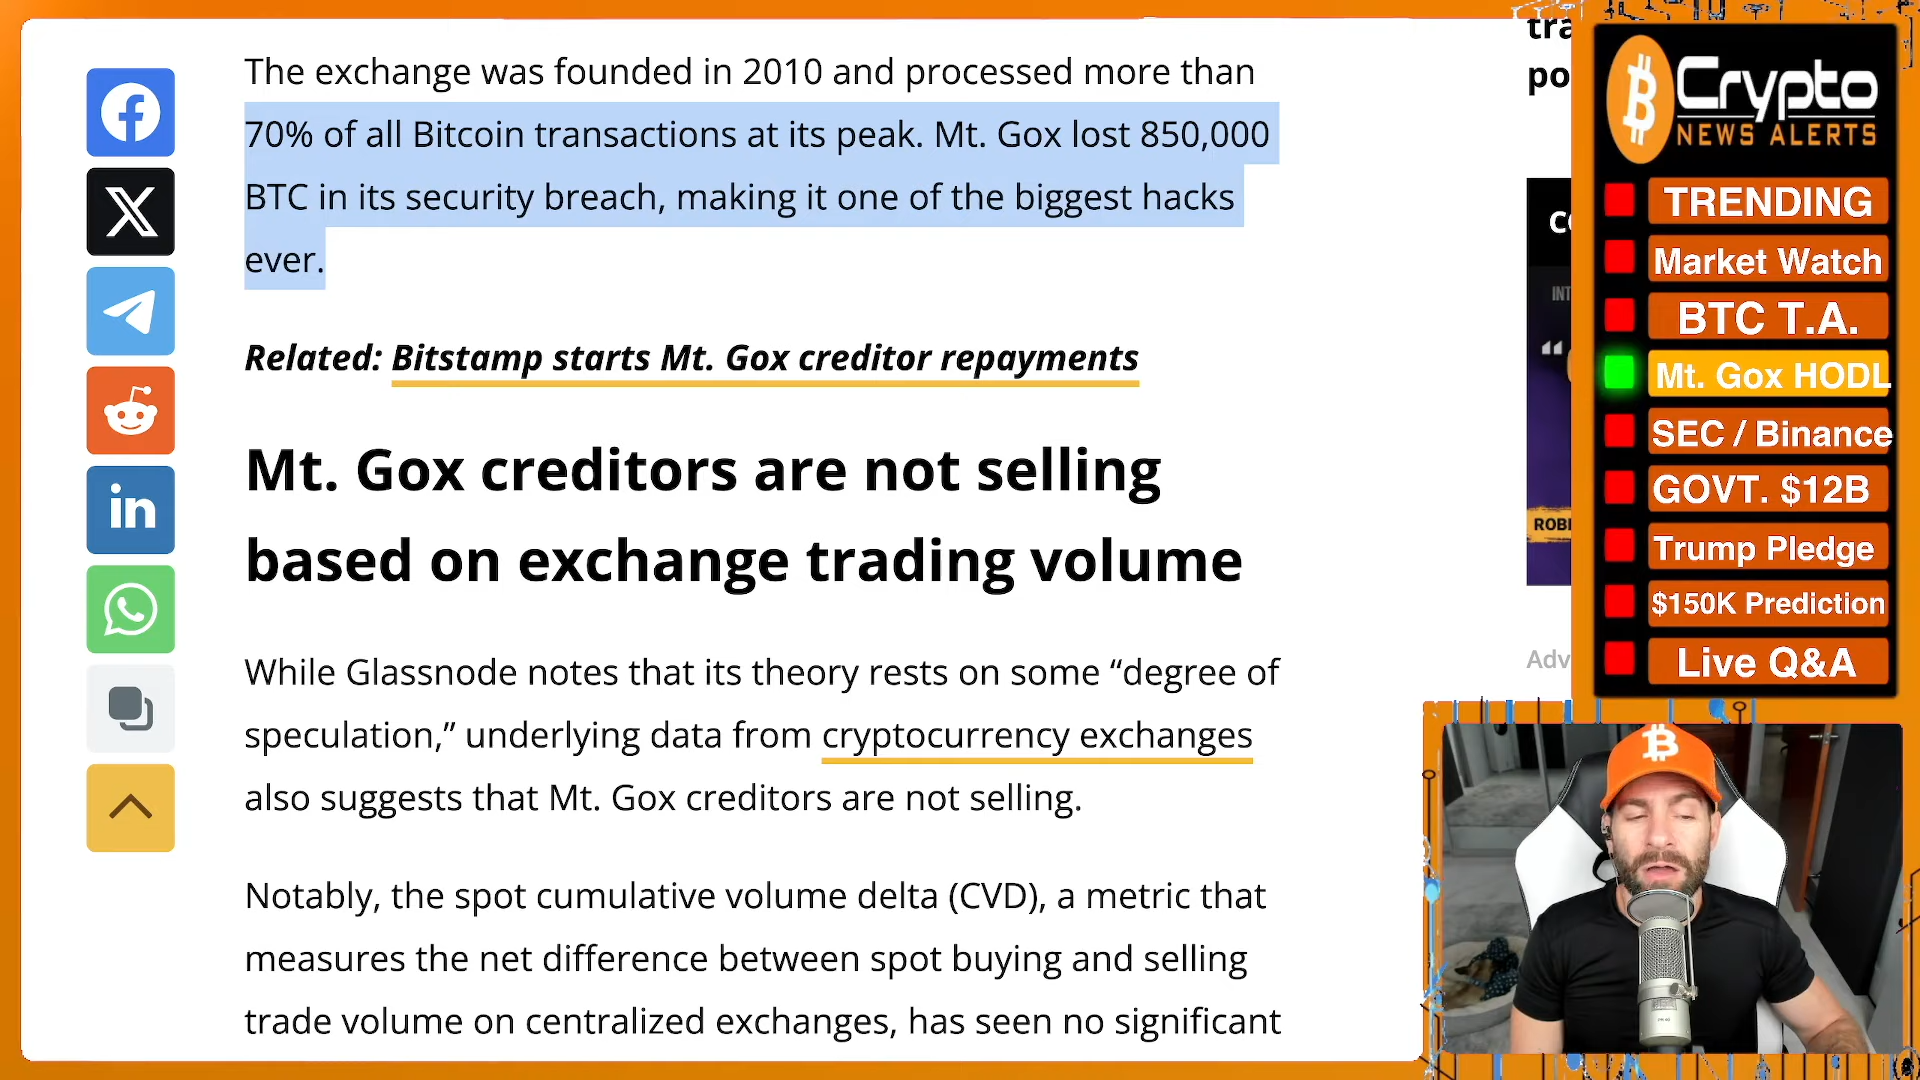 The exchange was founded in 2010 and processed more than
70% of all Bitcoin transactions at its peak. Mt. Gox lost 850,000
BTC in its security breach, making it one of the biggest hacks
ever.
Related: Bitstamp starts Mt. Gox creditor repayments
Mt. Gox creditors are not selling
based on exchange trading volume
While Glassnode notes that its theory rests on some “degree of
speculation,” underlying data from cryptocurrency exchanges
also suggests that Mt. Gox creditors are not selling.
Notably, the spot cumulative volume delta (CVD), a metric that
measures the net difference between spot buying and selling
trade volume on centralized exchanges, has seen no significant
in
Adv
Crypto
NEWS ALERTS
TRENDING
Market Watch
BTC T.A.
Mt. Gox HODL
SEC / Binance
GOVT. $12B
Trump Pledge
$150K Prediction
Live Q&A